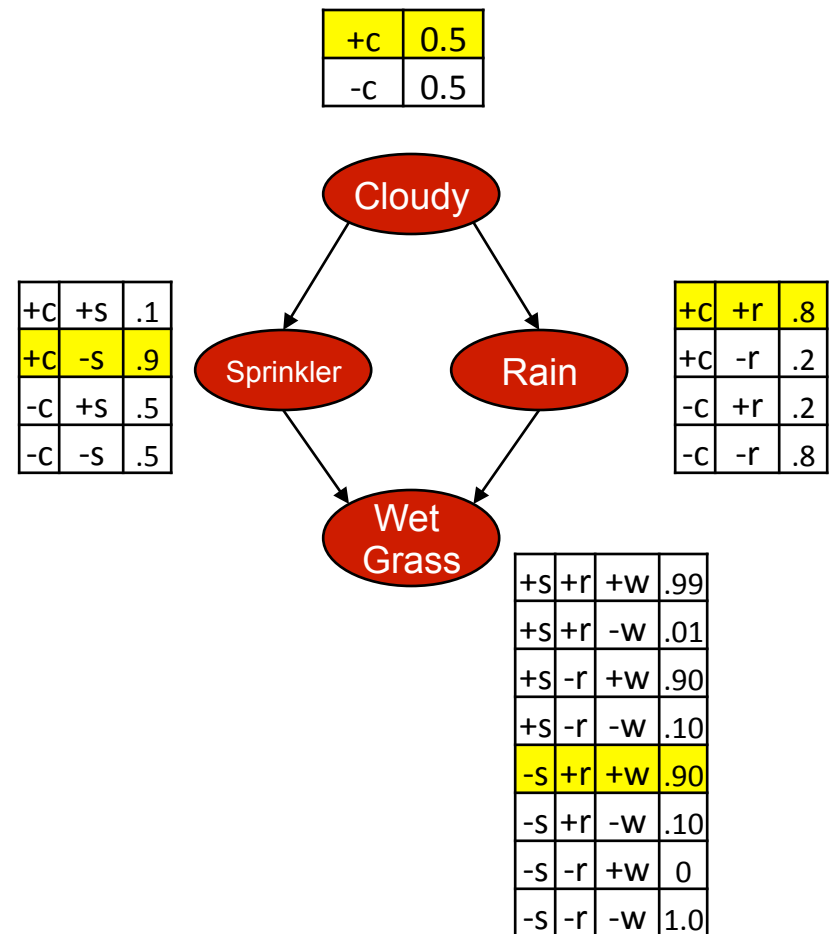 +c 0.5
-c 0.5
Cloudy
+c +s .1
+c -s .9
-c +s .5
-c -s .5
Sprinkler
Rain
+c +r .8
+c -r .2
-c +r .2
-c -r .8
Wet
Grass
+s +r +w .99
+s +r -w .01
+s -r +w .90
+s -r -w .10
-s +r +w .90
-s +r -w .10
-s -r +w 0
-s -r -w 1.0